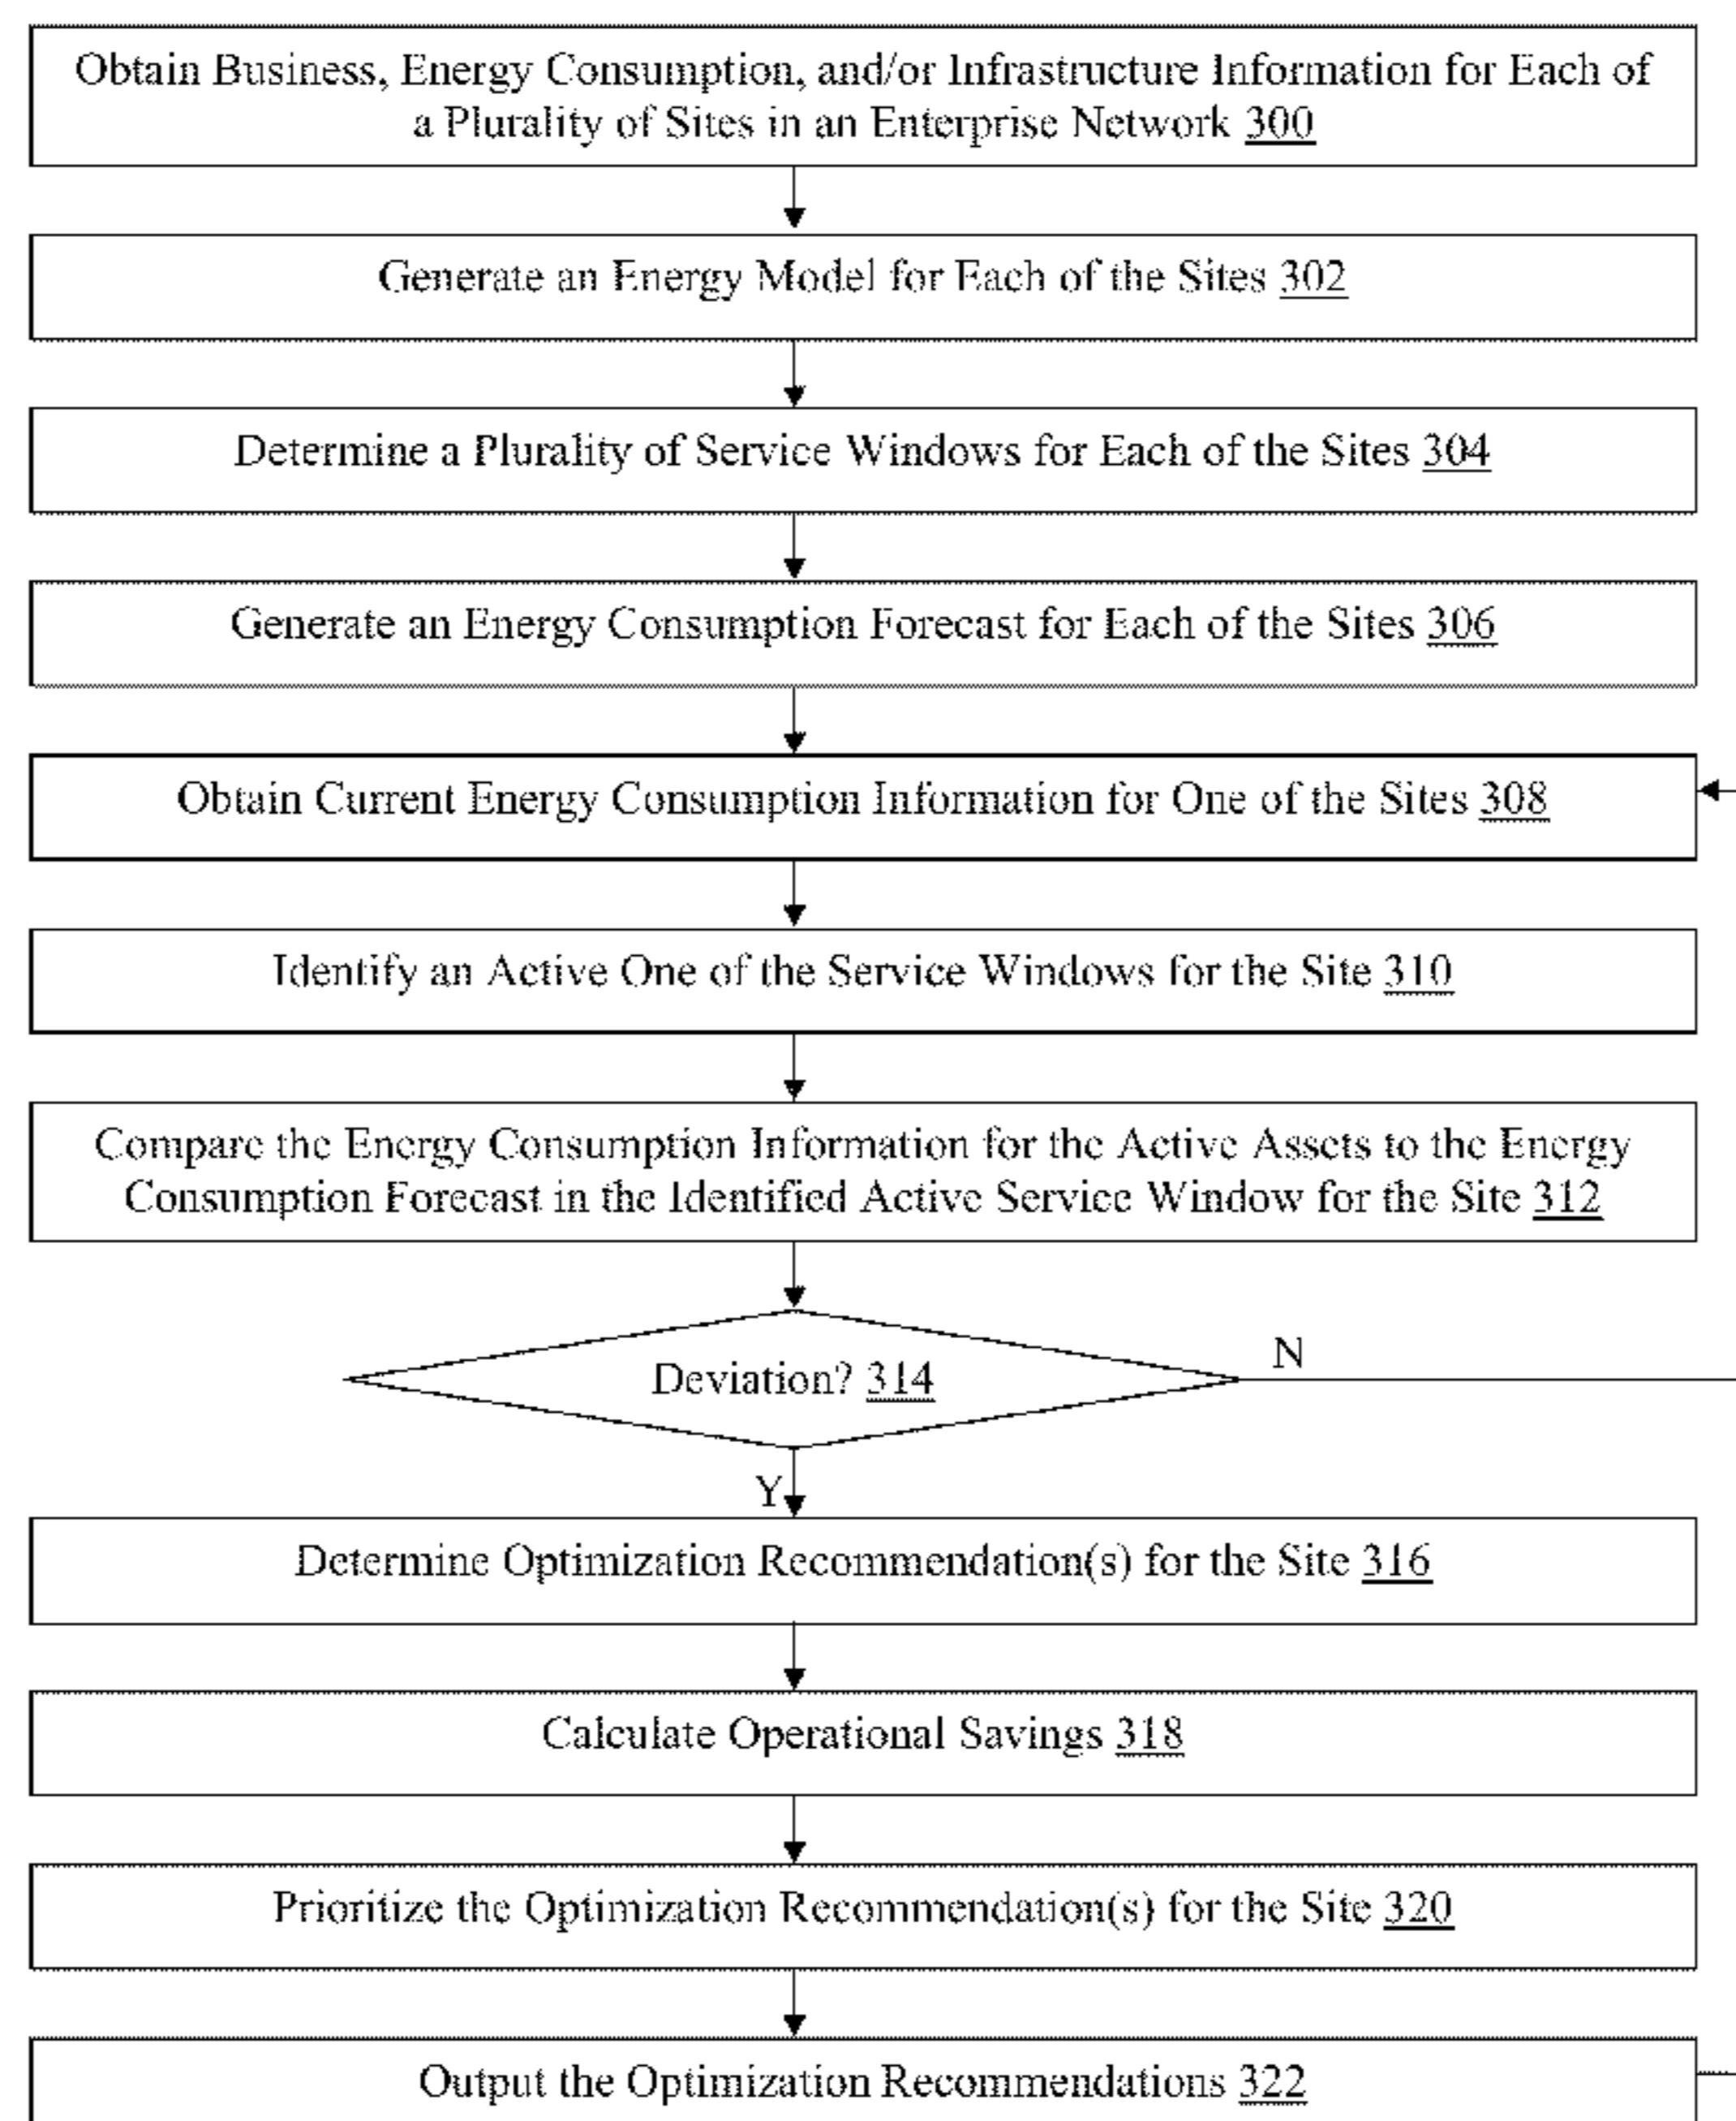 Obtain Business, Energy Consumption, and/or Infrastructure Information for Each of
a Plurality of Sites in an Enterprise Network 300
Generate an Energy Model for Each of the Sites 302
Determine a Plurality of Service Windows for Each of the Sites 304
Generate an Energy Consumption Forecast for Each of the Sites 306
Obtain Current Energy Consumption Information for One of the Sites 308
Identify an Active One of the Service Windows for the Site 310
Compare the Energy Consumption Information for the Active Assets to the Energy
Consumption Forecast in the Identified Active Service Window for the Site 312
Deviation? 314
N
Y
Determine Optimization Recommendation(s) for the Site 316
Calculate Operational Savings 318
Prioritize the Optimization Recommendation(s) for the Site 320
Output the Optimization Recommendations 322